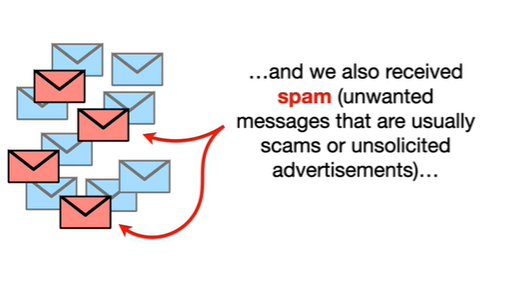 ...and we also received
spam (unwanted
messages that are usually
scams or unsolicited
advertisements)...